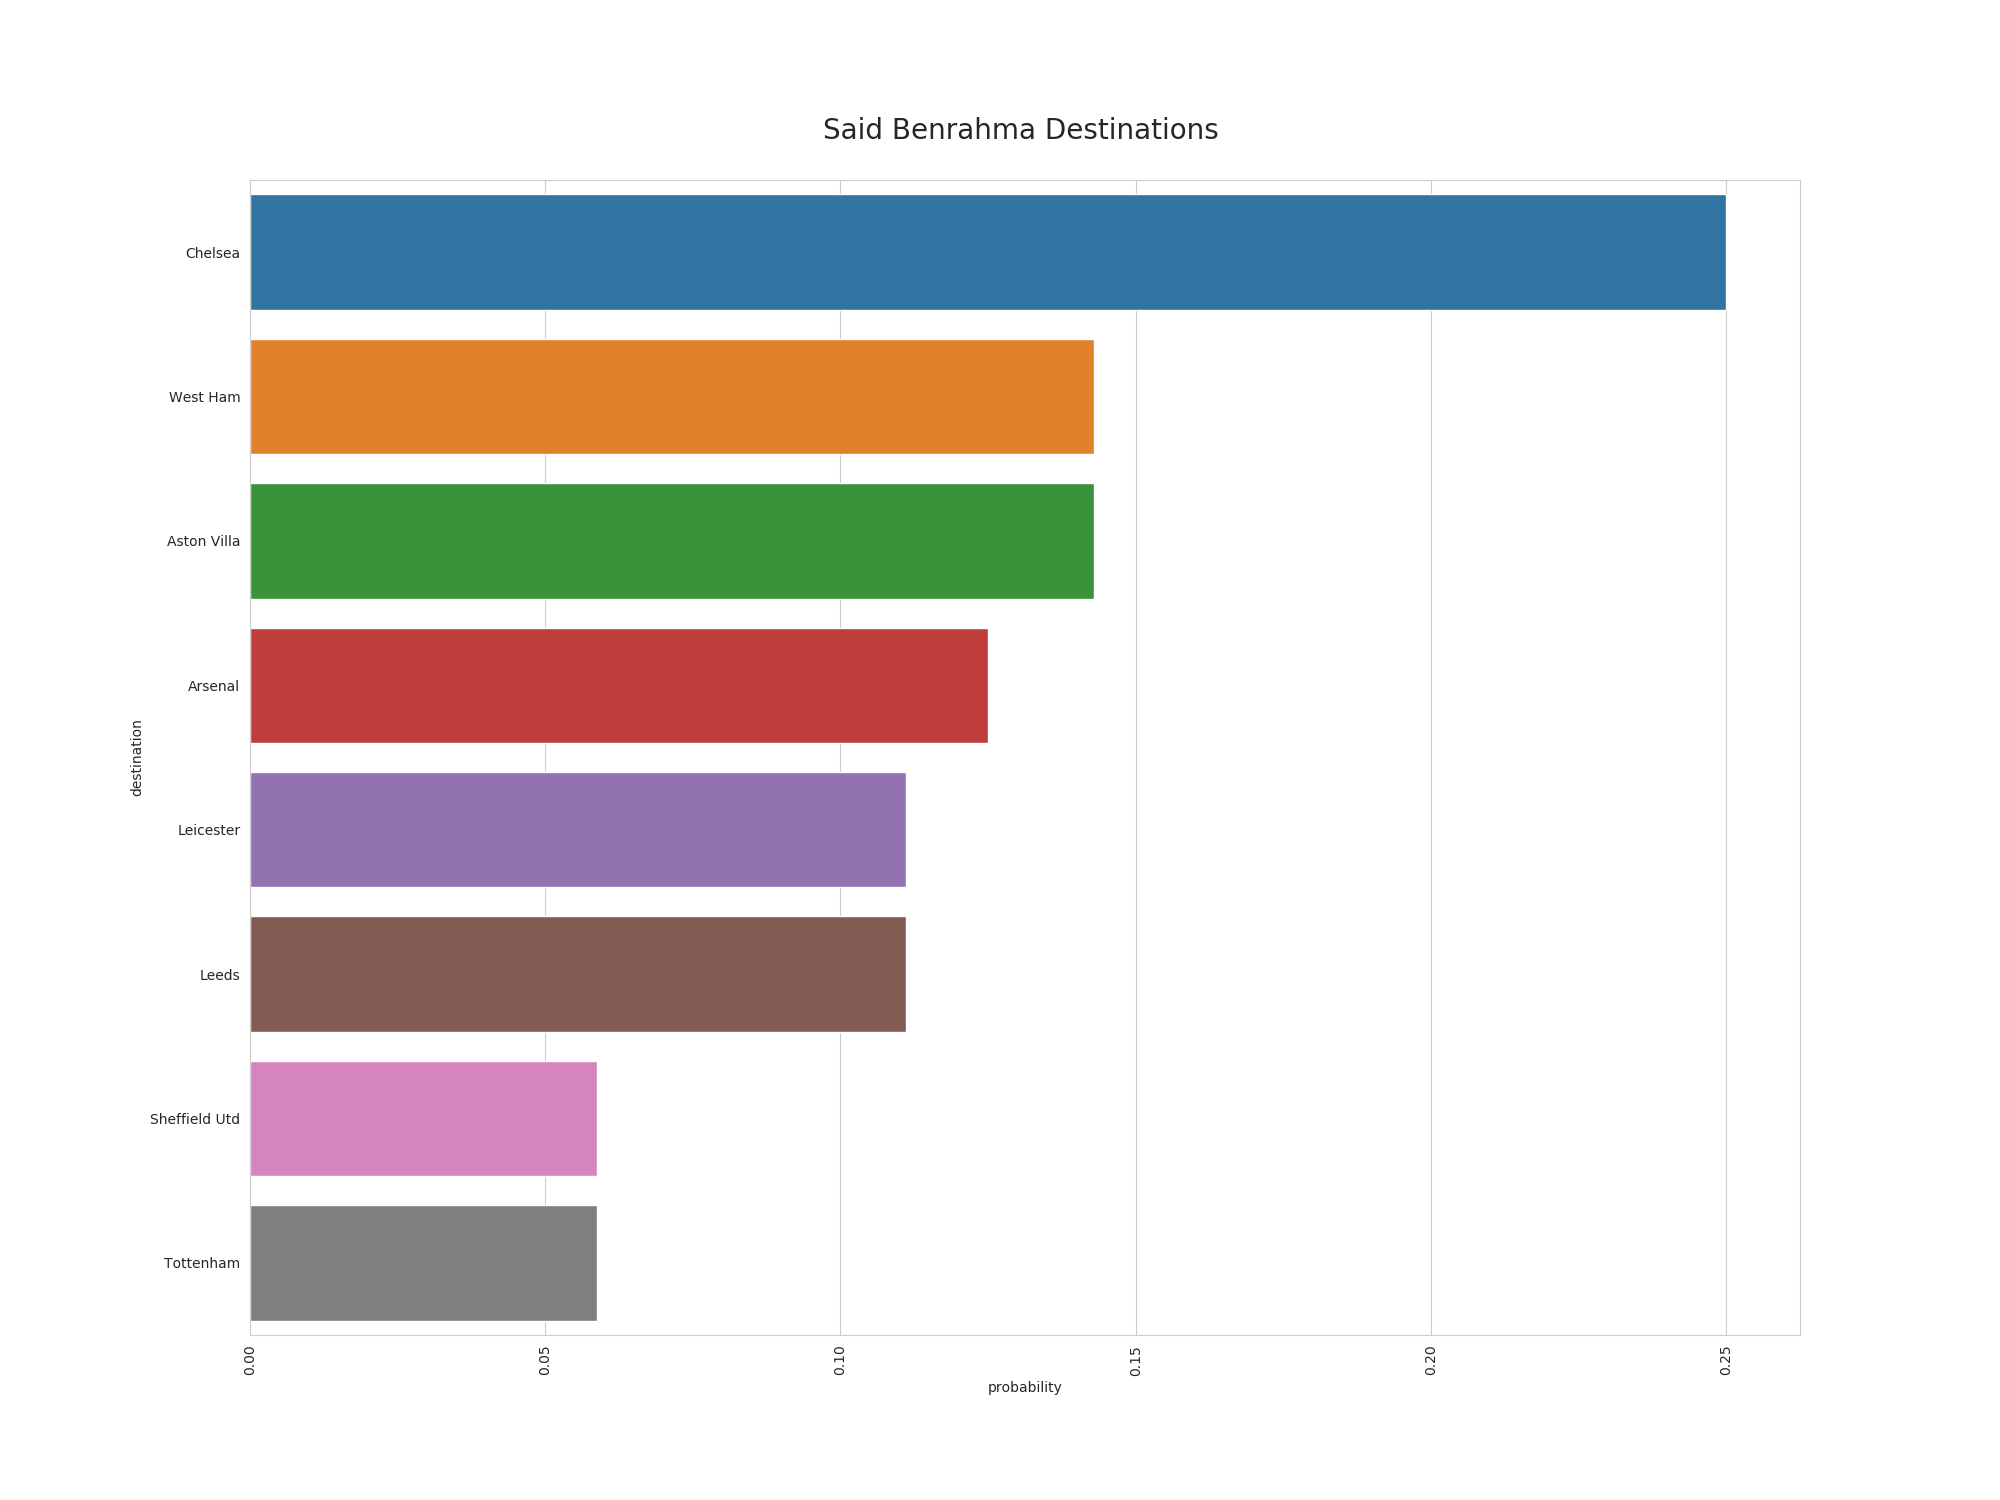 Said Benrahma Destinations
Chelsea
West Ham
Aston Villa
Arsenal
Leicester
Leeds
Sheffield Utd
Tottenham
destination
0.00
0.05
0.10
0.15
0.20
0.25
probability